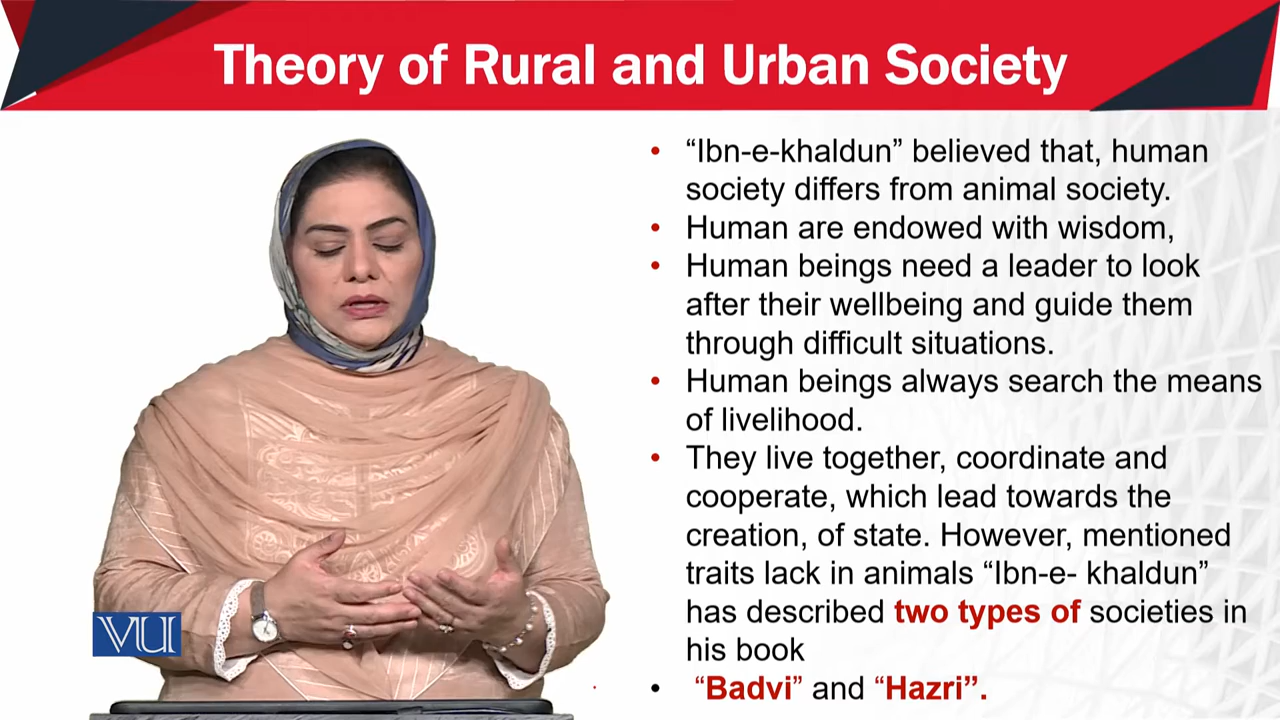 Theory of Rural and Urban Society
• “Ibn-e-khaldun” believed that, human
society differs from animal society.
• Human are endowed with wisdom,
• Human beings need a leader to look
after their wellbeing and guide them
through difficult situations.
• Human beings always search the means
of livelihood.
• They live together, coordinate and
cooperate, which lead towards the
creation, of state. However, mentioned
traits lack in animals “Ibn-e- khaldun”
has described two types of societies in
his book
• “Badvi” and “Hazri”.
VU